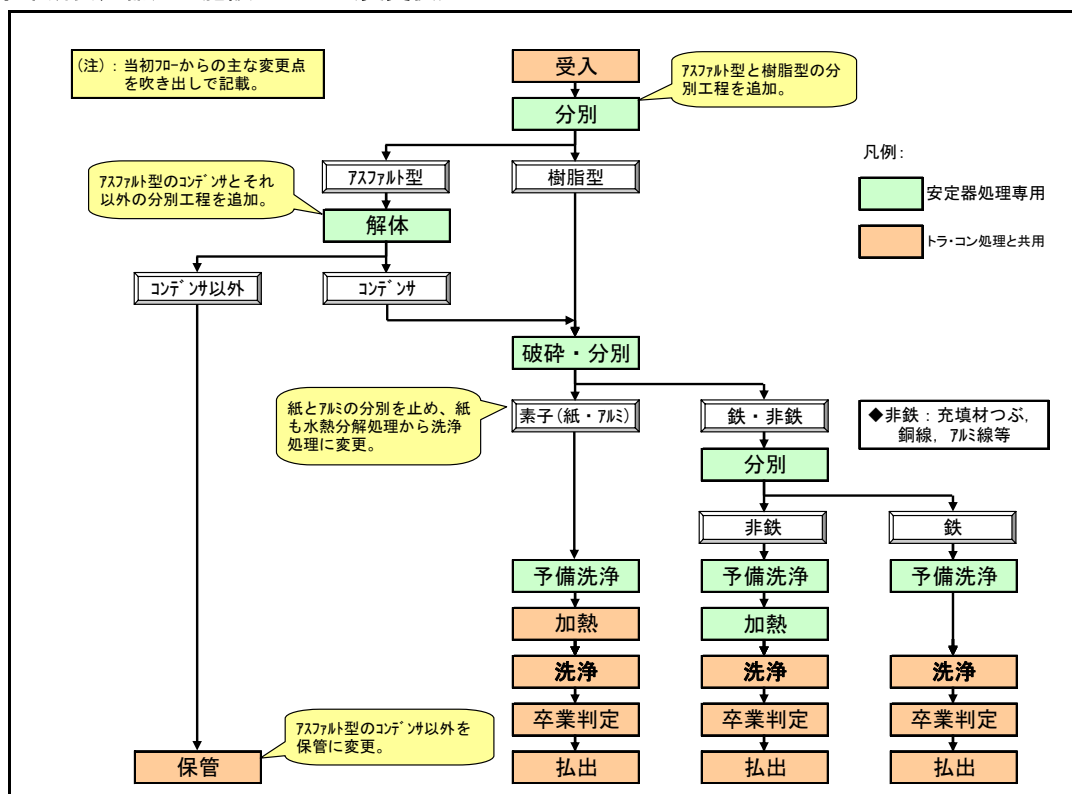 (注)：当初ﾌﾛｰからの主な変更点
を吹き出しで記載。
受入
ｱｽﾌｧﾙﾄ型と樹脂型の分
別工程を追加。
分別
凡例：
ｱｽﾌｧﾙﾄ型
樹脂型
ｱｽﾌｧﾙﾄ型のｺﾝﾃﾞﾝｻとそれ
以外の分別工程を追加。
安定器処理専用
解体
ﾄﾗ・ｺﾝ処理と共用
ｺﾝﾃﾞﾝｻ以外
ｺﾝﾃﾞﾝｻ
破砕・分別
紙とｱﾙﾐの分別を止め、紙
も水熱分解処理から洗浄
処理に変更。
素子(紙・ｱﾙﾐ)
鉄・非鉄
◆非鉄：充填材つぶ，
銅線，ｱﾙﾐ線等
分別
非鉄
鉄
予備洗浄
予備洗浄
予備洗浄
加熱
加熱
洗浄
洗浄
洗浄
卒業判定
卒業判定
卒業判定
ｱｽﾌｧﾙﾄ型のｺﾝﾃﾞﾝｻ以外を
保管に変更。
保管
払出
払出
払出